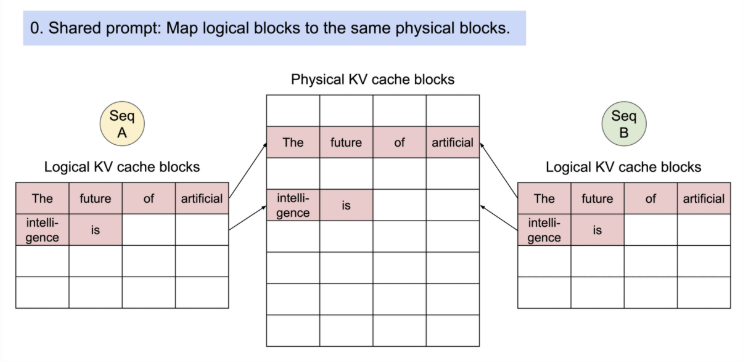 0. Shared prompt: Map logical blocks to the same physical blocks.
Physical KV cache blocks
Seq
A
Seq
B
Logical KV cache blocks
Logical KV cache blocks
The future of artificial
intelli-
gence is
The future of artificial
intelli-
gence is
The future of artificial
intelli-
gence is